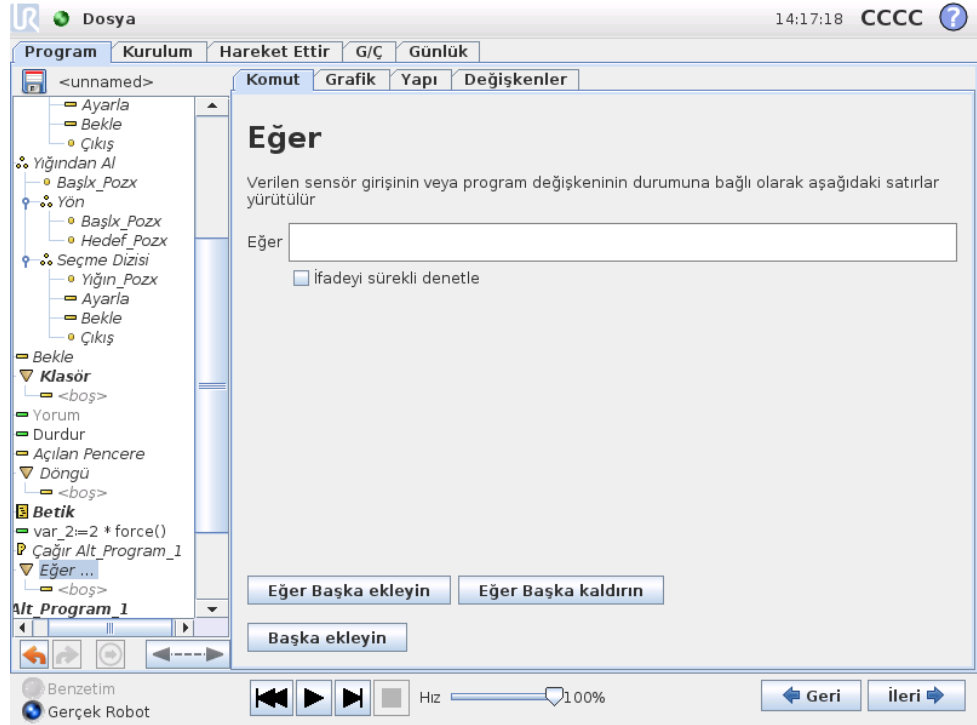 UR Dosya 14:17:18 CCCC ?
Program Kurulum Hareket Ettir G/Ç Günlük
<unnamed>
Komut Grafik Yapı Değişkenler
Ayarla
Bekle
Çıkış
Yığından Al
Başlx_Pozx
Yön
Başlx_Pozx
Hedef_Pozx
Seçme Dizisi
Yığın_Pozx
Ayarla
Bekle
Çıkış
Bekle
Klasör
<boş>
Yorum
Durdur
Açılan Pencere
Döngü
<boş>
Betik
var_2:=2 * force()
P Çağır Alt_Program_1
Eğer ...
<boş>
Alt_Program_1
Eğer
Verilen sensör girişinin veya program değişkeninin durumuna bağlı olarak aşağıdaki satırlar
yürütülür
Eğer
İfadeyi sürekli denetle
Eğer Başka ekleyin Eğer Başka kaldırın
Başka ekleyin
Benzetim
Gerçek Robot
Hız 100%
Geri İleri